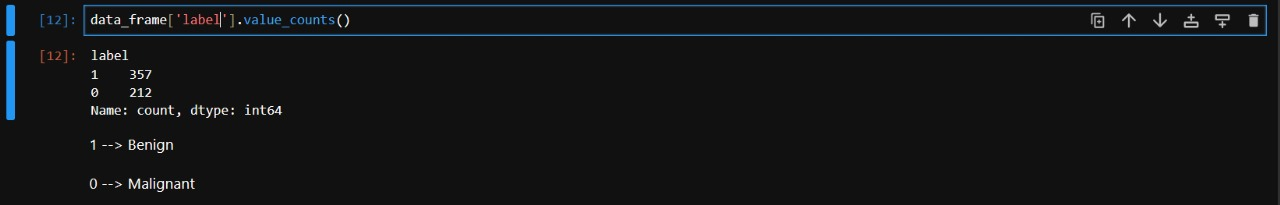 [12]: data_frame['label'].value_counts()
[12]: label
1    357
0    212
Name: count, dtype: int64
1 --> Benign
0 --> Malignant